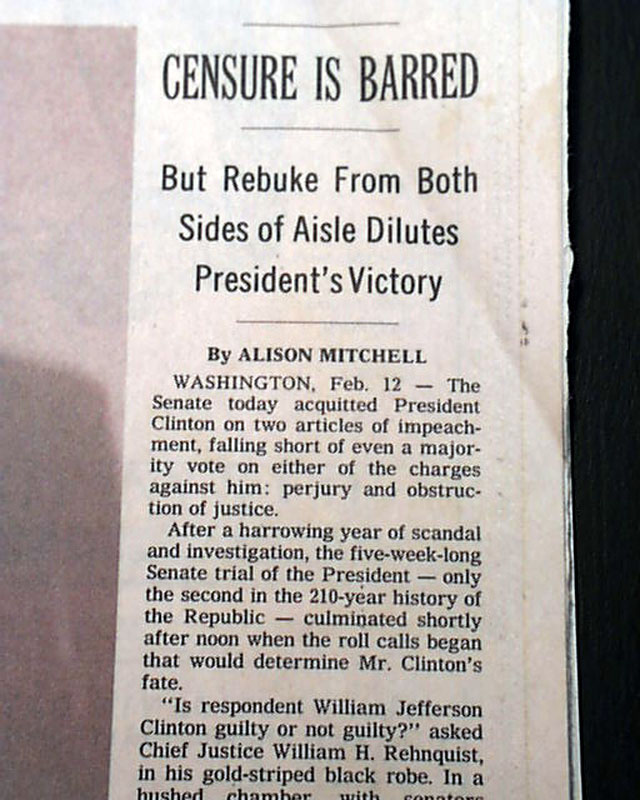 CENSURE IS BARRED
But Rebuke From Both
Sides of Aisle Dilutes
President's Victory
By ALISON MITCHELL
WASHINGTON, Feb. 12 — The
Senate today acquitted President
Clinton on two articles of impeach-
ment, falling short of even a major-
ity vote on either of the charges
against him: perjury and obstruc-
tion of justice.
After a harrowing year of scandal
and investigation, the five-week-long
Senate trial of the President — only
the second in the 210-year history of
the Republic — culminated shortly
after noon when the roll calls began
that would determine Mr. Clinton's
fate.
"Is respondent William Jefferson
Clinton guilty or not guilty?" asked
Chief Justice William H. Rehnquist,
in his gold-striped black robe. In a
hushed chamber, with senators